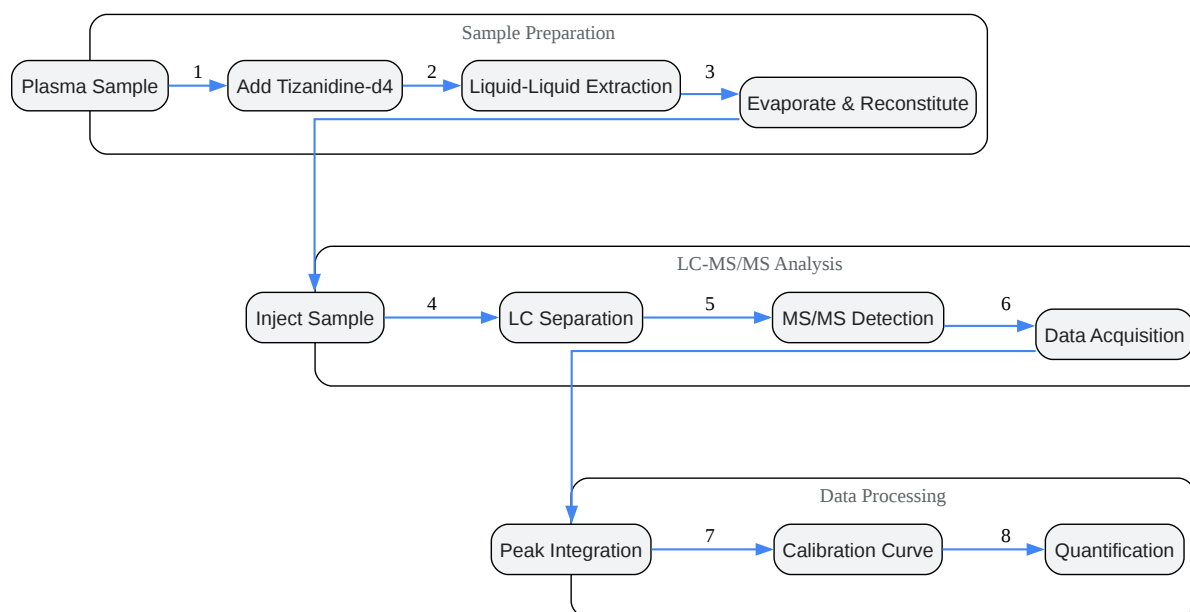 Sample Preparation
Plasma Sample
1
Add Tizanidine-d4
2
Liquid-Liquid Extraction
3
Evaporate & Reconstitute
LC-MS/MS Analysis
Inject Sample
4
LC Separation
5
MS/MS Detection
6
Data Acquisition
Data Processing
Peak Integration
7
Calibration Curve
8
Quantification